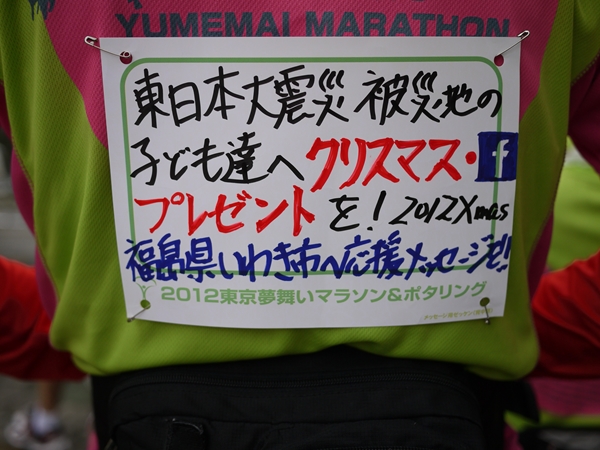 YUMEMAI MARATHON
東日本大震災 被災地の
子ども達へクリスマス・f
プレゼントを!2012Xmas
福島県いわき市へ応援メッセージを!!
2012東京夢舞いマラソン&ポタリング